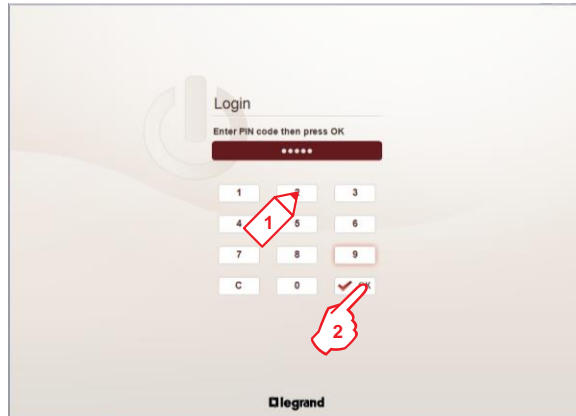 Login
Enter PIN code then press OK
1 2 3
4 5 6
1
7 8 9
C 0 OK
2
legrand